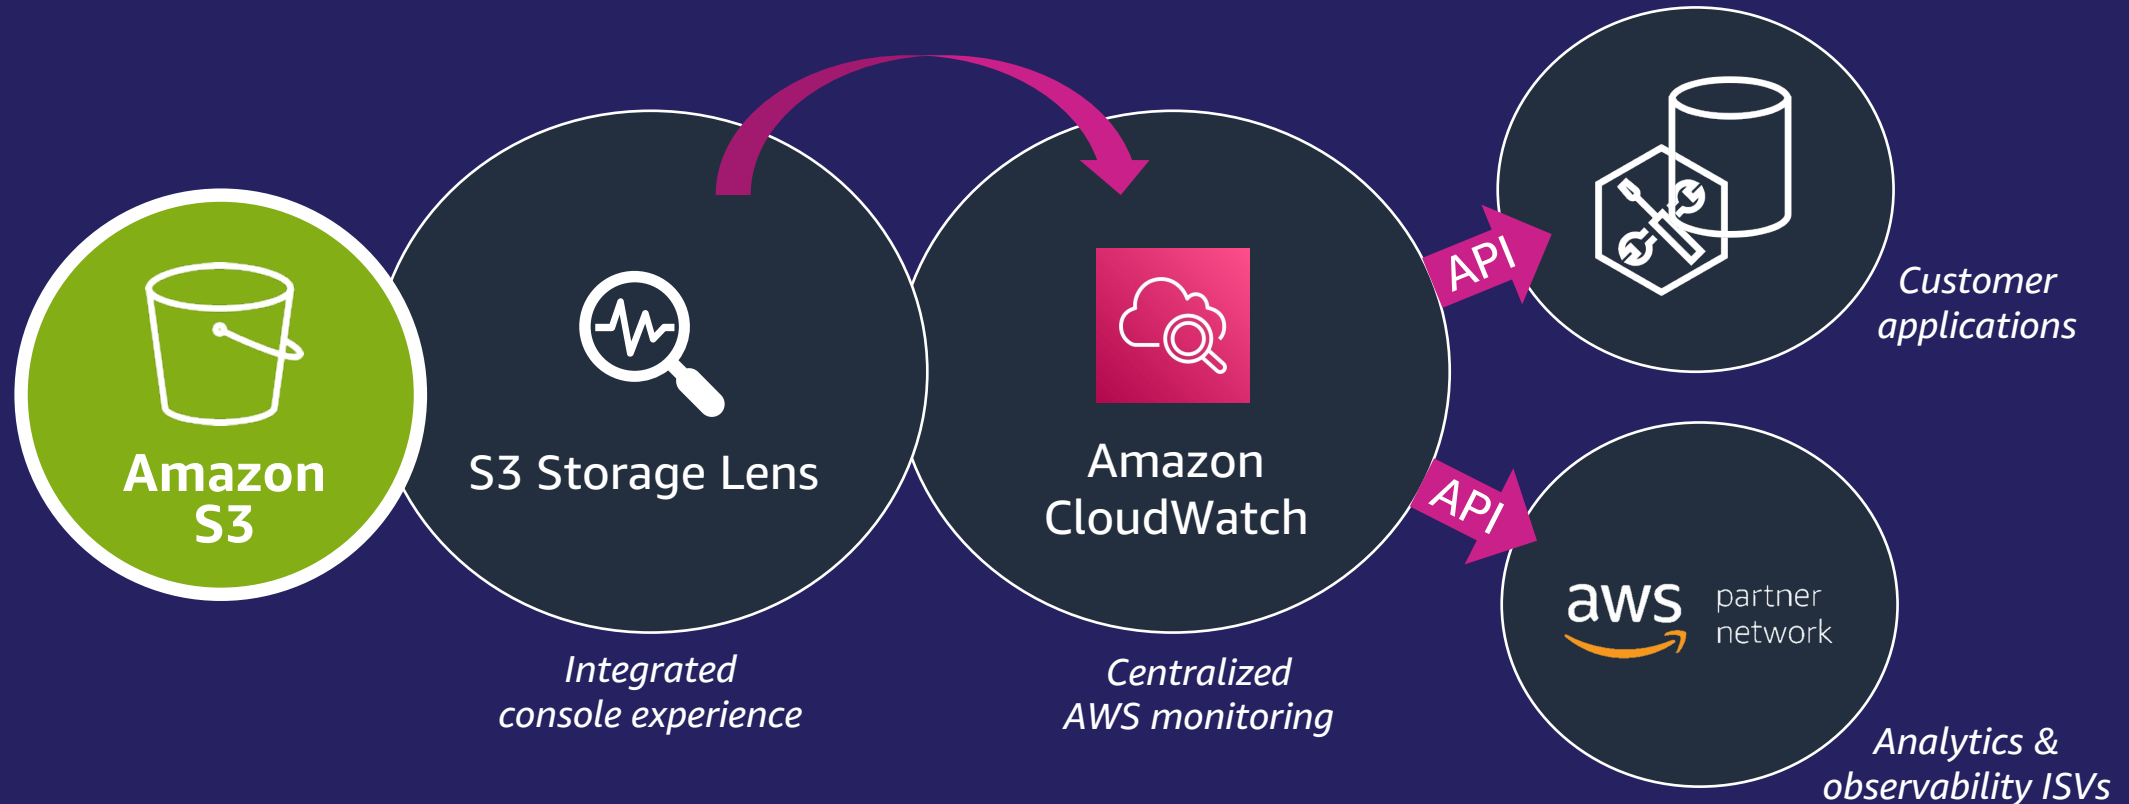 Amazon
S3
S3 Storage Lens
Integrated
console experience
Amazon
CloudWatch
Centralized
AWS monitoring
API
API
Customer
applications
aws partner
network
Analytics &
observability ISVs